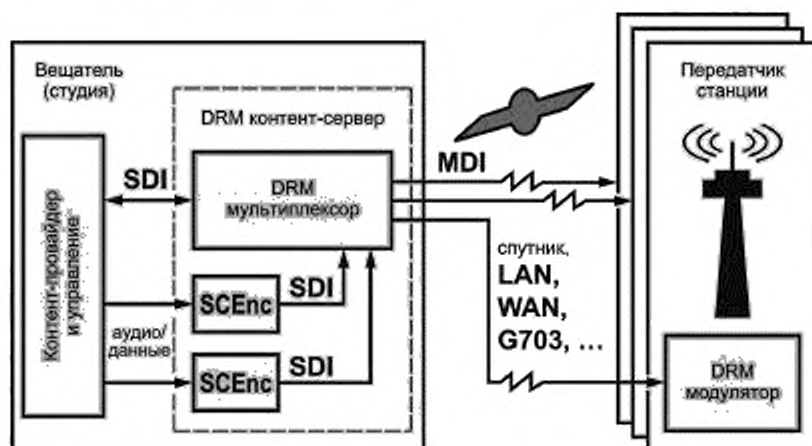 Вещатель
(студия)
DRM контент-сервер
Контент-провайдер
и управление
SDI
DRM
мультиплексор
SCEnc
SDI
аудио/
данные
SCEnc
SDI
MDI
спутник,
LAN,
WAN,
G703, ...
Передатчик
станции
DRM
модулятор